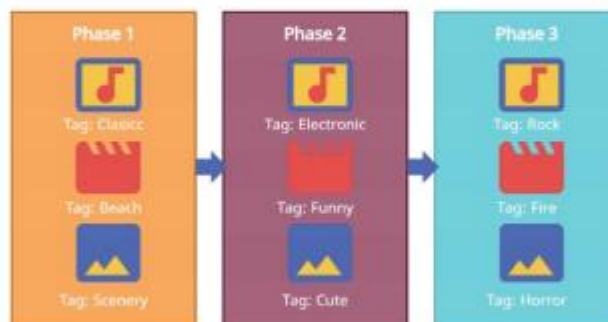 Phase 1
Tag: Clasicc
Tag: Beach
Tag: Scenery
Phase 2
Tag: Electronic
Tag: Funny
Tag: Cute
Phase 3
Tag: Rock
Tag: Fire
Tag: Horror